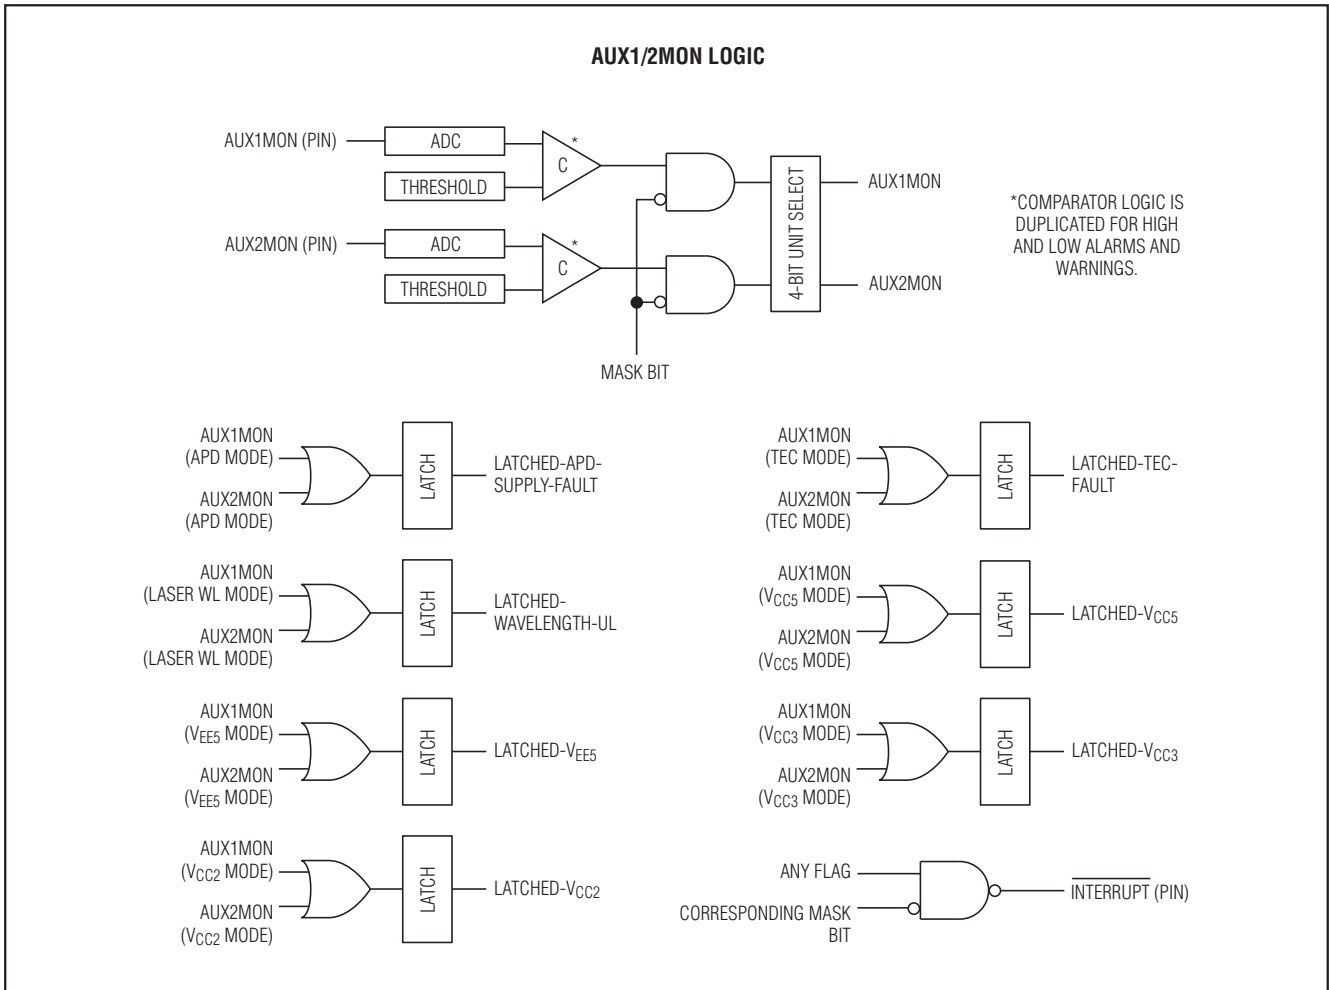 AUX1/2MON LOGIC
AUX1MON (PIN)
ADC
*
C
THRESHOLD
AUX2MON (PIN)
ADC
*
C
THRESHOLD
4-BIT UNIT SELECT
AUX1MON
AUX2MON
*COMPARATOR LOGIC IS
DUPLICATED FOR HIGH
AND LOW ALARMS AND
WARNINGS.
MASK BIT
AUX1MON
(APD MODE)
AUX2MON
(APD MODE)
LATCH
LATCHED-APD-
SUPPLY-FAULT
AUX1MON
(TEC MODE)
AUX2MON
(TEC MODE)
LATCH
LATCHED-TEC-
FAULT
AUX1MON
(LASER WL MODE)
AUX2MON
(LASER WL MODE)
LATCH
LATCHED-
WAVELENGTH-UL
AUX1MON
(VCC5 MODE)
AUX2MON
(VCC5 MODE)
LATCH
LATCHED-VCC5
AUX1MON
(VEE5 MODE)
AUX2MON
(VEE5 MODE)
LATCH
LATCHED-VEE5
AUX1MON
(VCC3 MODE)
AUX2MON
(VCC3 MODE)
LATCH
LATCHED-VCC3
AUX1MON
(VCC2 MODE)
AUX2MON
(VCC2 MODE)
LATCH
LATCHED-VCC2
ANY FLAG
CORRESPONDING MASK
BIT
INTERRUPT (PIN)